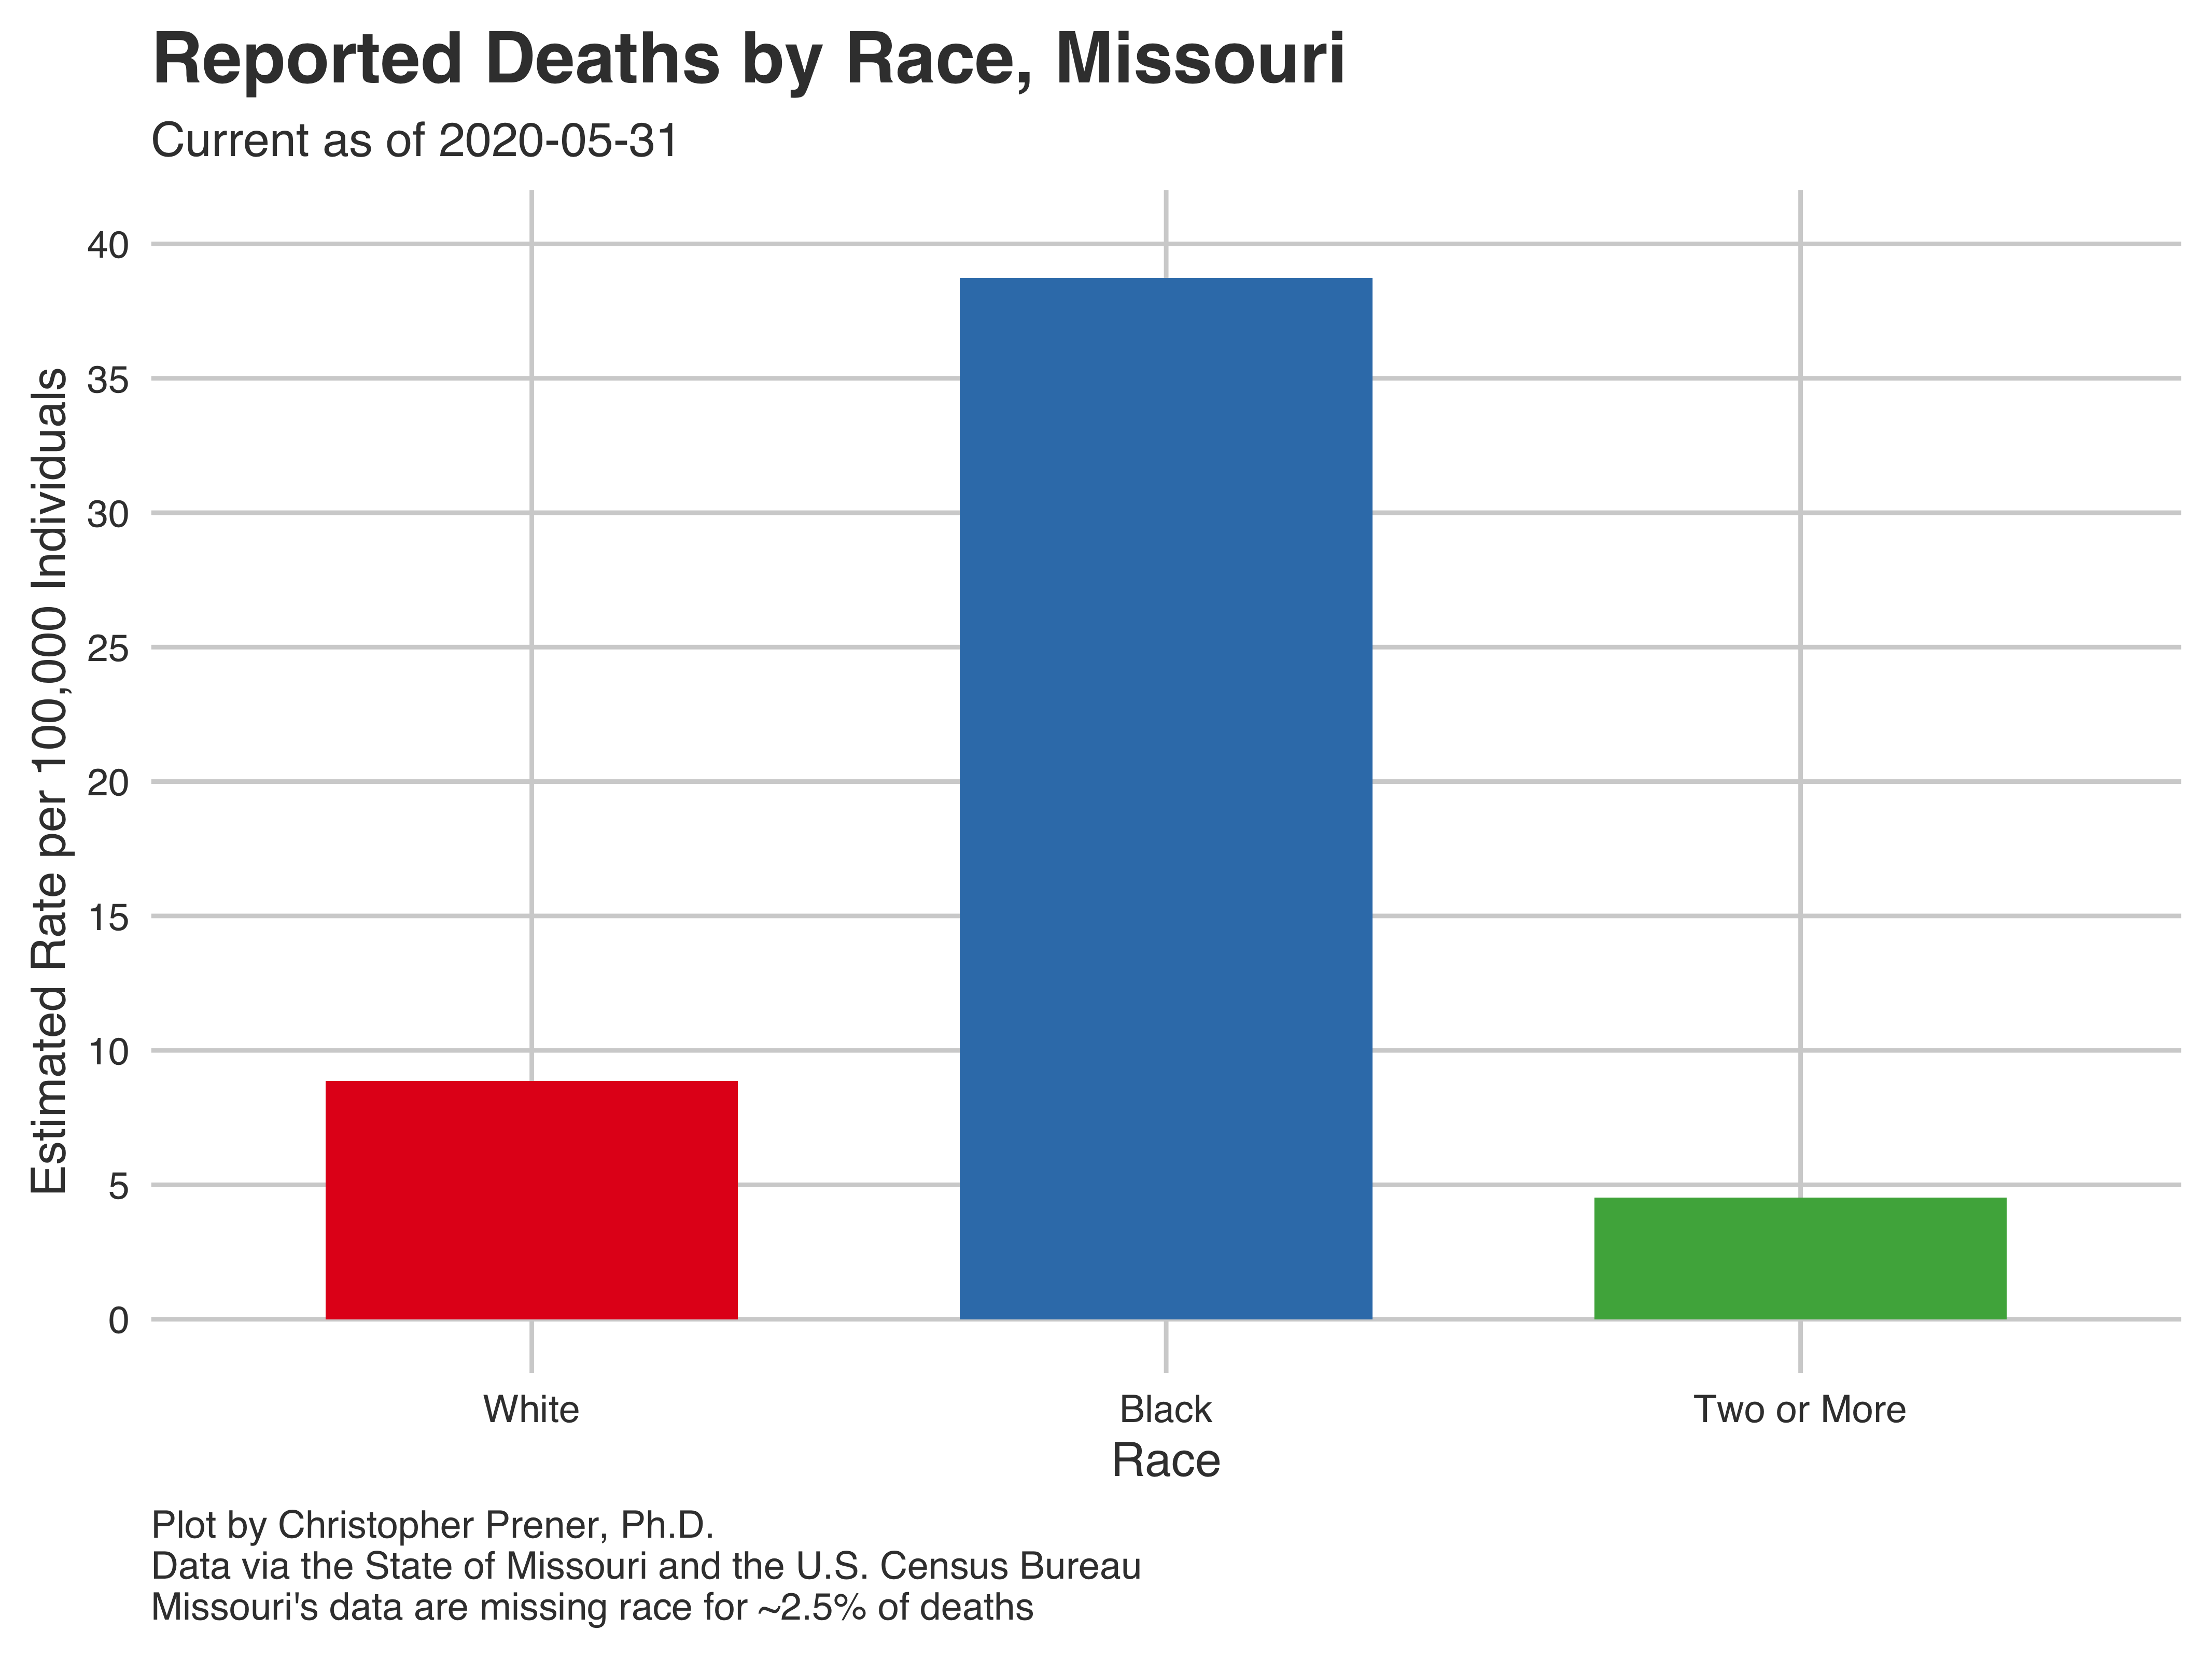 Reported Deaths by Race, Missouri
Current as of 2020-05-31
Estimated Rate per 100,000 Individuals
40
35
30
25
20
15
10
5
0
White
Black
Two or More
Race
Plot by Christopher Prener, Ph.D.
Data via the State of Missouri and the U.S. Census Bureau
Missouri's data are missing race for ~2.5% of deaths